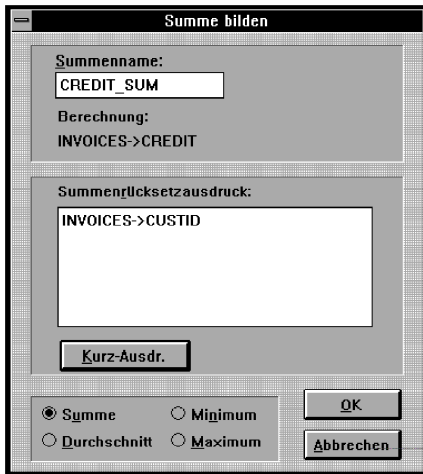 Summe bilden
Summenname:
CREDIT_SUM
Berechnung:
INVOICES->CREDIT
Summenrücksetzausdruck:
INVOICES->CUSTID
Kurz-Ausdr.
Summe
Minimum
Durchschnitt
Maximum
OK
Abbrechen